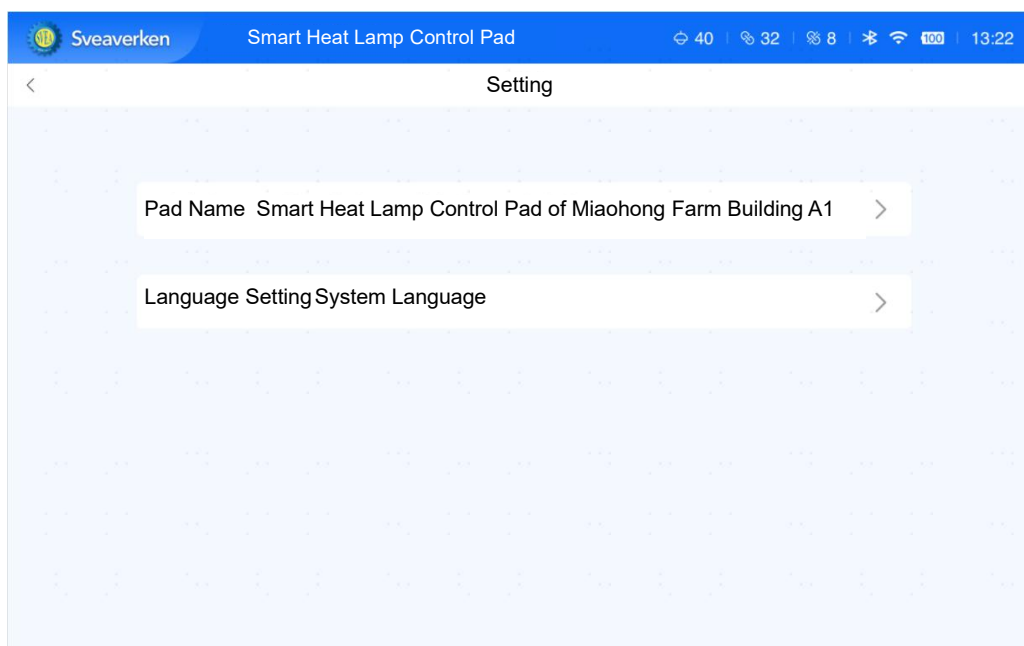 Sveaverken Smart Heat Lamp Control Pad 40 32 8 100 13:22
Setting
Pad Name Smart Heat Lamp Control Pad of Miaohong Farm Building A1
Language Setting System Language